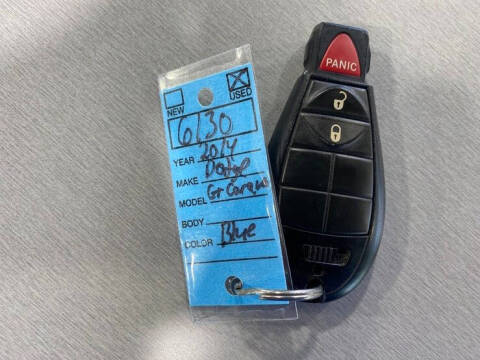 NEW
USED
6130
YEAR 2014
MAKE Dodge
MODEL Gr Caravan
BODY
COLOR Blue
PANIC